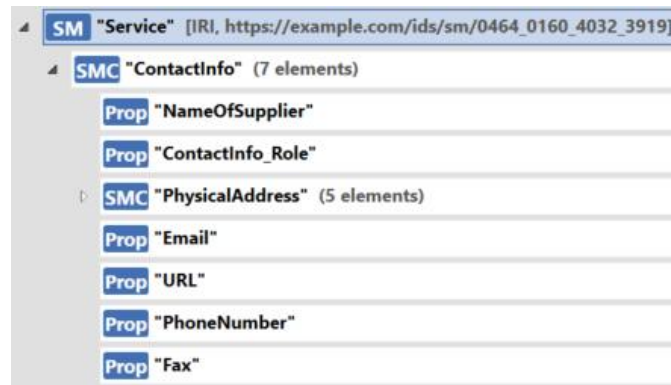 SM "Service" [IRI, https://example.com/ids/sm/0464_0160_4032_3919]
SMC "ContactInfo" (7 elements)
Prop "NameOfSupplier"
Prop "ContactInfo_Role"
SMC "PhysicalAddress" (5 elements)
Prop "Email"
Prop "URL"
Prop "PhoneNumber"
Prop "Fax"